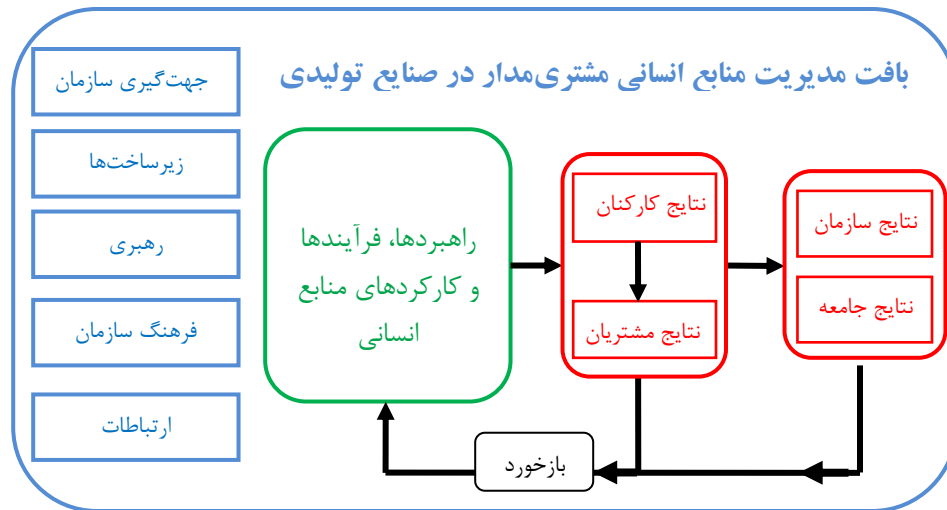 بافت مدیریت منابع انسانی مشتری‌مدار در صنایع تولیدی
جهت‌گیری سازمان
زیرساخت‌ها
رهبری
فرهنگ سازمان
ارتباطات
راهبردها، فرآیندها
و کارکردهای منابع
انسانی
نتایج کارکنان
نتایج مشتریان
نتایج سازمان
نتایج جامعه
بازخورد